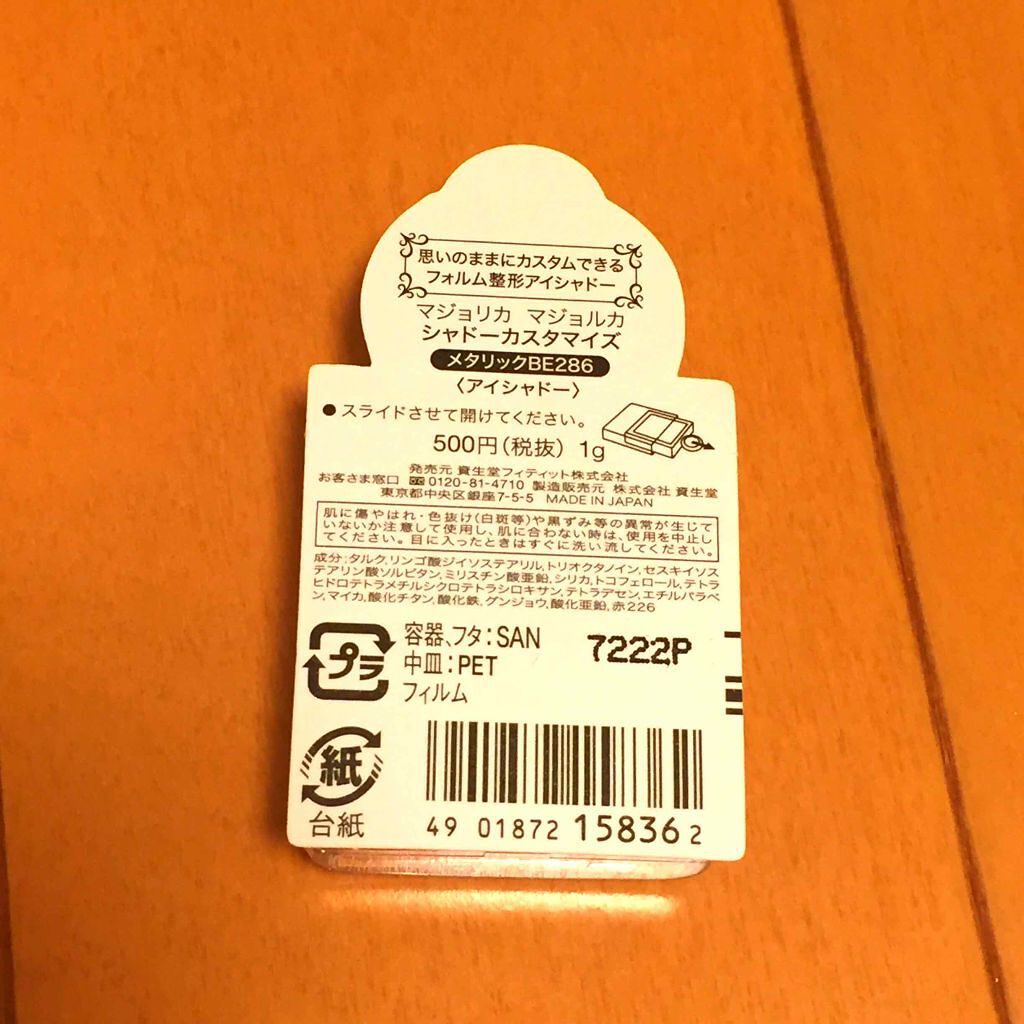 思いのままにカスタムできる
フォルム整形アイシャドー
マジョリカ マジョルカ
シャドーカスタマイズ
メタリックBE286
〈アイシャドー〉
●スライドさせて開けてください。
500円(税抜) 1g
発売元 資生堂フィティット株式会社
お客さま窓口 0120-81-4710 製造販売元 株式会社 資生堂
東京都中央区銀座7-5-5 MADE IN JAPAN
肌に傷やはれ・色抜け(白斑等)や黒ずみ等の異常が生じて
いないか注意して使用し、肌に合わない時は、使用を中止し
てください。目に入ったときはすぐに洗い流してください。
成分:タルク,リンゴ酸ジイソステアリル,トリオクタノイン,セスキイソス
テアリン酸ソルビタン,ミリスチン酸亜鉛,シリカ,トコフェロール,テトラ
ヒドロテトラメチルシクロテトラシロキサン,テトラデセン,エチルパラベ
ン,マイカ,酸化チタン,酸化鉄,グンジョウ,酸化亜鉛,赤226
プラ
容器、フタ:SAN
中皿:PET
フィルム
7222P
紙
台紙
49 01872 15836 2